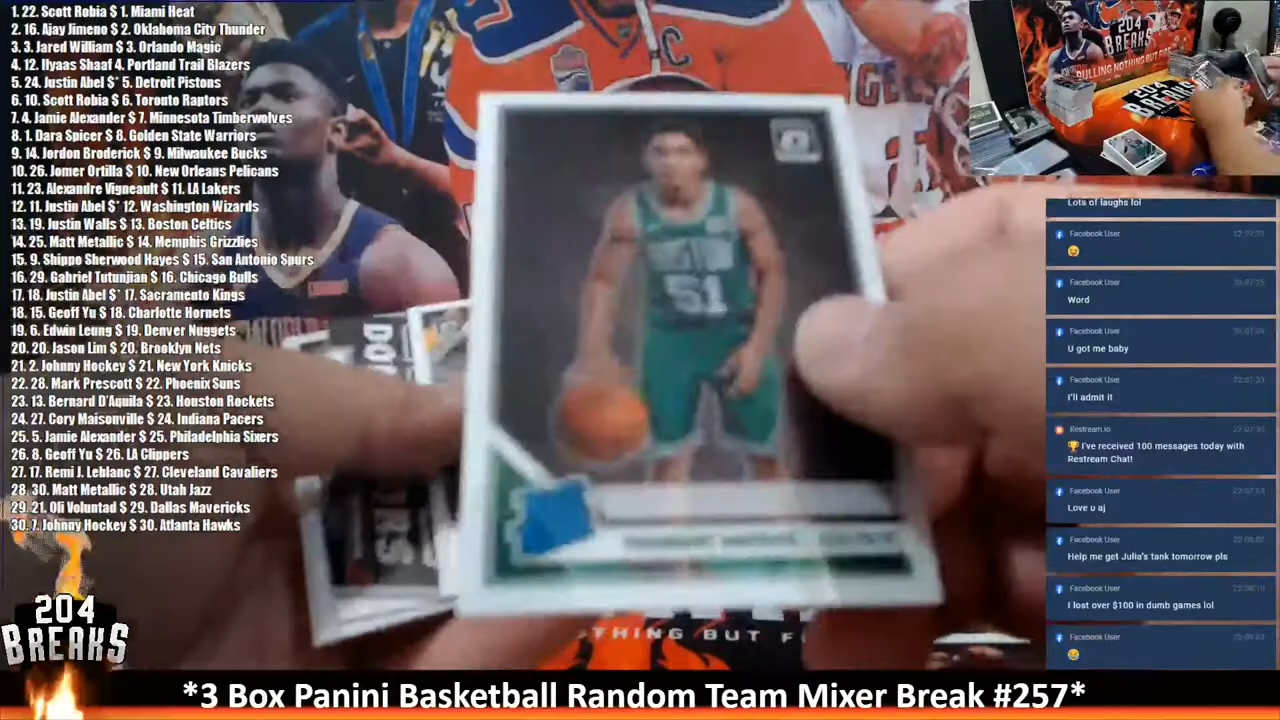 1. 22. Scott Robia $ 1. Miami Heat
2. 16. Ajay Jimeno $ 2. Oklahoma City Thunder
3. 3. Jared William $ 3. Orlando Magic
4. 12. Ilyaas Shaaf 4. Portland Trail Blazers
5. 24. Justin Abel $* 5. Detroit Pistons
6. 10. Scott Robia $ 6. Toronto Raptors
7. 4. Jamie Alexander $ 7. Minnesota Timberwolves
8. 1. Dara Spicer $ 8. Golden State Warriors
9. 14. Jordon Broderick $ 9. Milwaukee Bucks
10. 26. Jomer Ortilla $ 10. New Orleans Pelicans
11. 23. Alexandre Vigneault $ 11. LA Lakers
12. 11. Justin Abel $* 12. Washington Wizards
13. 19. Justin Walls $ 13. Boston Celtics
14. 25. Matt Metallic $ 14. Memphis Grizzlies
15. 9. Shippo Sherwood Hayes $ 15. San Antonio Spurs
16. 29. Gabriel Tutunjian $ 16. Chicago Bulls
17. 18. Justin Abel $* 17. Sacramento Kings
18. 15. Geoff Yu $ 18. Charlotte Hornets
19. 6. Edwin Leung $ 19. Denver Nuggets
20. 20. Jason Lim $ 20. Brooklyn Nets
21. 2. Johnny Hockey $ 21. New York Knicks
22. 28. Mark Prescott $ 22. Phoenix Suns
23. 13. Bernard D'Aquila $ 23. Houston Rockets
24. 27. Cory Maisonville $ 24. Indiana Pacers
25. 5. Jamie Alexander $ 25. Philadelphia Sixers
26. 8. Geoff Yu $ 26. LA Clippers
27. 17. Remi J. Leblanc $ 27. Cleveland Cavaliers
28. 30. Matt Metallic $ 28. Utah Jazz
29. 21. Oli Voluntad $ 29. Dallas Mavericks
30. 7. Johnny Hockey $ 30. Atlanta Hawks
204
BREAKS
C
BOSTON
51
THING BUT F
204
BREAKS
PULLING NOTHING BUT FIRE
204
BREAKS
Lots of laughs lol
Facebook User
Facebook User
Word
Facebook User
U got me baby
Facebook User
I'll admit it
Restream.io
🏆 I've received 100 messages today with
Restream Chat!
Facebook User
Love u aj
Facebook User
Help me get Julia's tank tomorrow pls
Facebook User
I lost over $100 in dumb games lol
Facebook User
*3 Box Panini Basketball Random Team Mixer Break #257*